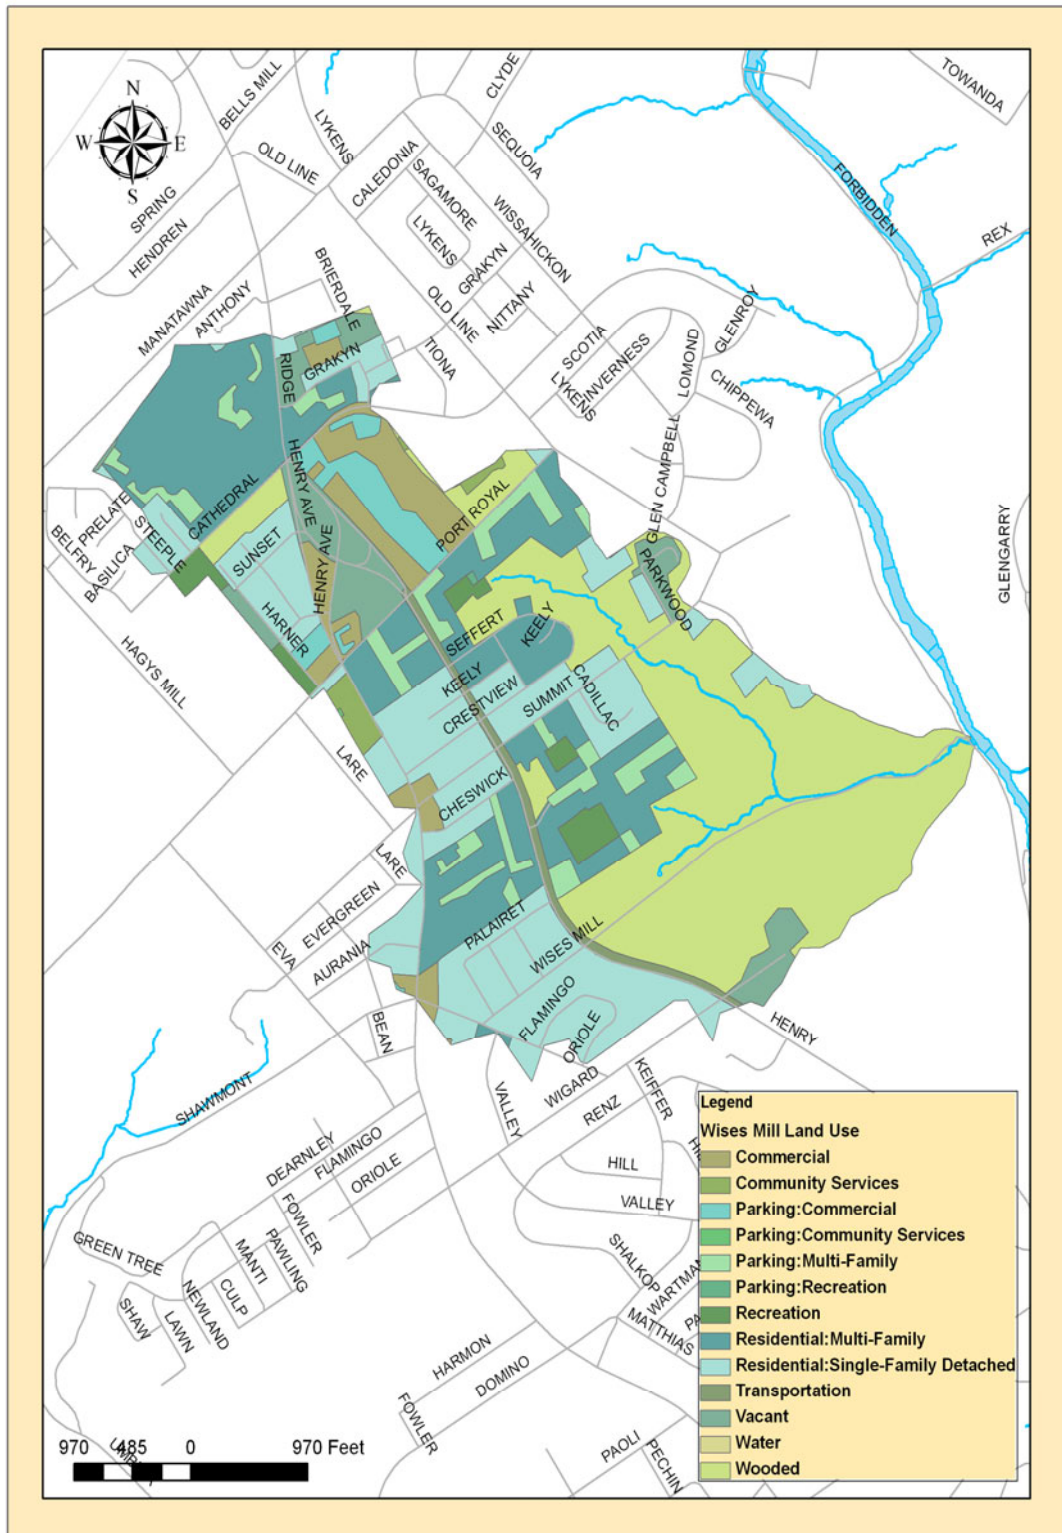 TOWANDA
CLYDE
BELLS MILL
N
W
E
S
LYKENS
SEQUOIA
OLD LINE
CALEDONIA
SAGAMORE
FORBIDDEN
SPRING
WISSAHICKON
HENDREN
LYKENS
GRAKYN
REX
BRIERDALE
MANATAWNA
ANTHONY
OLD LINE
NITTANY
GLENROY
SCOTIA
TIONA
RIDGE
GRAKYN
LYKENS
INVERNESS
LOMOND
CHIPPEWA
HENRY AVE
GLEN CAMPBELL
CATHEDRAL
PORT ROYAL
PRELATE
STEEPLE
BELFRY
BASILICA
SUNSET
HENRY AVE
PARKWOOD
GLENGARRY
HARNER
SEFFERT
KEELY
HAGYS MILL
KEELY
CRESTVIEW
SUMMIT
CADILLAC
LARE
CHESWICK
LARE
EVERGREEN
EVA
AURANIA
PALAIRET
WISES MILL
FLAMINGO
ORIOLE
BEAN
HENRY
SHAWMONT
VALLEY
WIGARD
KEIFFER
RENZ
DEARNLEY
FLAMINGO
ORIOLE
HILL
VALLEY
FOWLER
GREEN TREE
MANTI
PAWLING
CULP
NEWLAND
SHAW
LAWN
SHALKOP
WARTMAN
MATTHIAS
HARMON
DOMINO
FOWLER
PAOLI
PECHIN
Legend
Wises Mill Land Use
Commercial
Community Services
Parking:Commercial
Parking:Community Services
Parking:Multi-Family
Parking:Recreation
Recreation
Residential:Multi-Family
Residential:Single-Family Detached
Transportation
Vacant
Water
Wooded
970 485 0 970 Feet